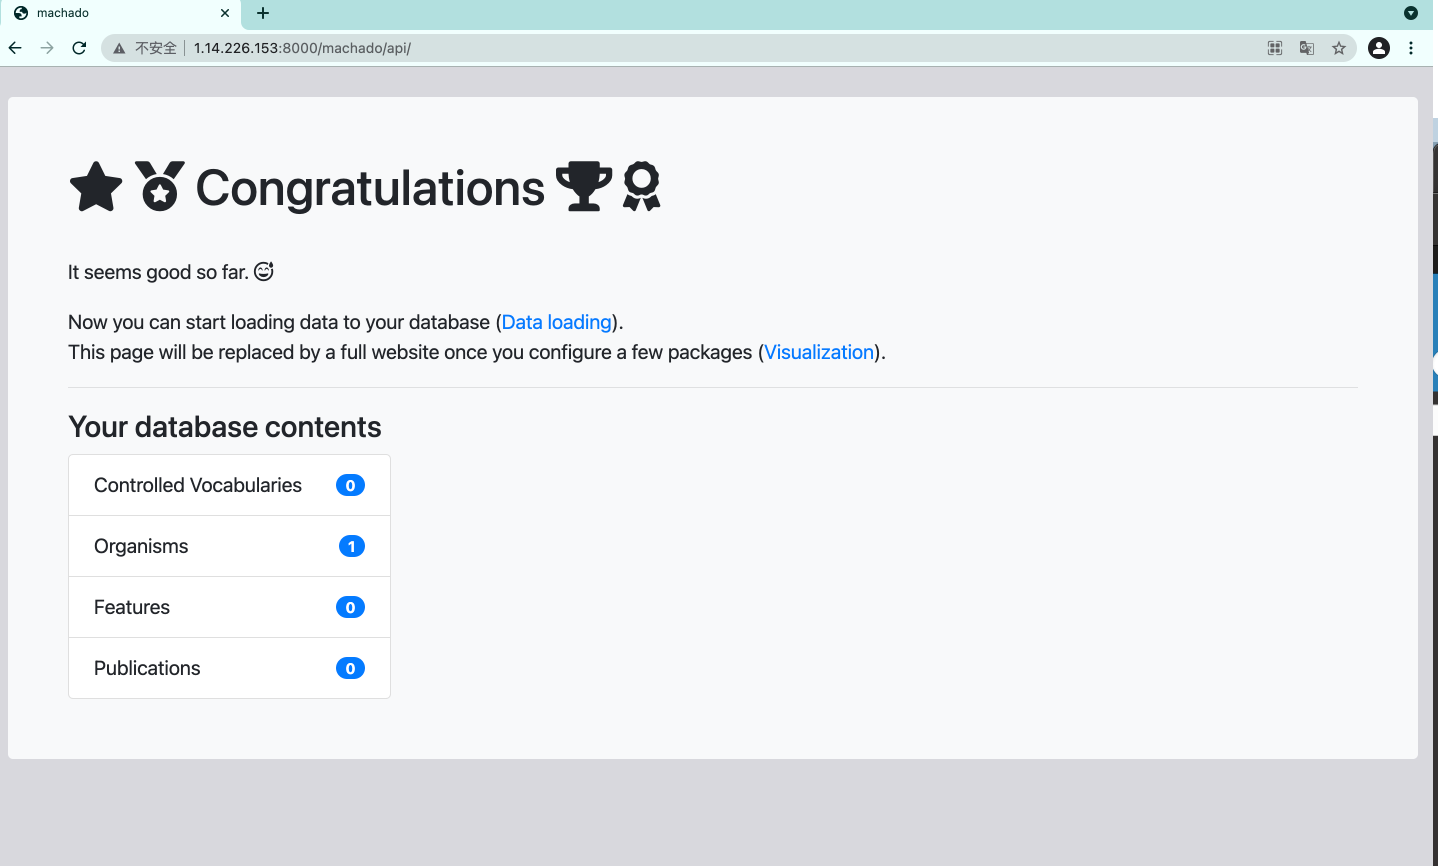 machado
不安全 1.14.226.153:8000/machado/api/
Congratulations
It seems good so far.
Now you can start loading data to your database (Data loading).
This page will be replaced by a full website once you configure a few packages (Visualization).
Your database contents
Controlled Vocabularies 0
Organisms 1
Features 0
Publications 0